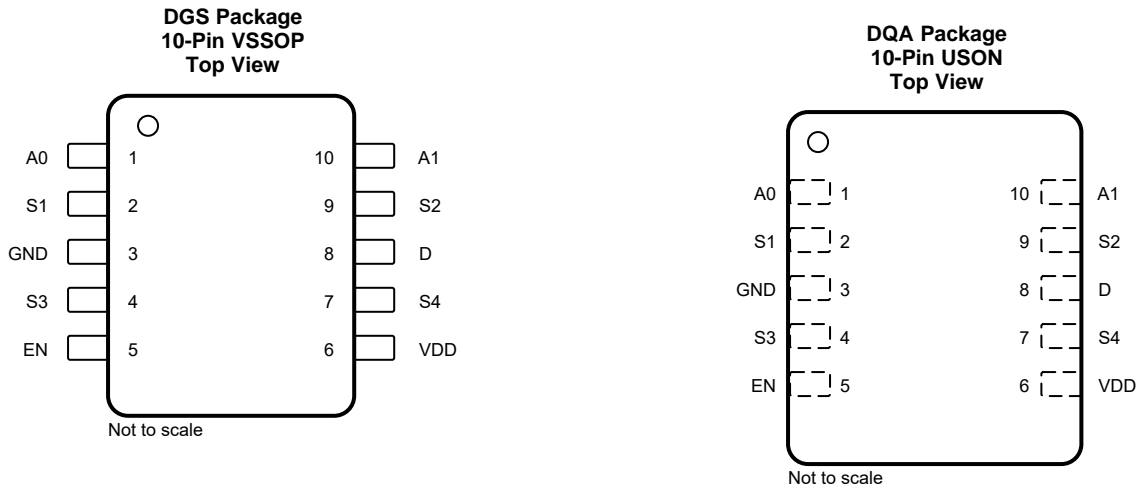 DGS Package
10-Pin VSSOP
Top View
A0 1 10 A1
S1 2 9 S2
GND 3 8 D
S3 4 7 S4
EN 5 6 VDD
Not to scale
DQA Package
10-Pin USON
Top View
A0 1 10 A1
S1 2 9 S2
GND 3 8 D
S3 4 7 S4
EN 5 6 VDD
Not to scale